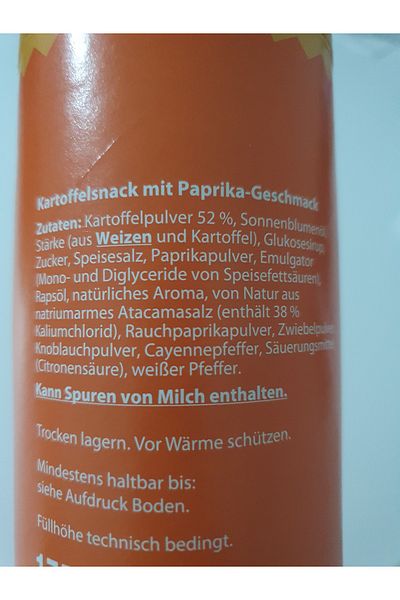 Kartoffelsnack mit Paprika-Geschmack
Zutaten: Kartoffelpulver 52 %, Sonnenblumenöl,
Stärke (aus Weizen und Kartoffel), Glukosesirup,
Zucker, Speisesalz, Paprikapulver, Emulgator
(Mono- und Diglyceride von Speisefettsäuren),
Rapsöl, natürliches Aroma, von Natur aus
natriumarmes Atacamasalz (enthält 38 %
Kaliumchlorid), Rauchpaprikapulver, Zwiebelpulver,
Knoblauchpulver, Cayennepfeffer, Säuerungsmittel
(Citronensäure), weißer Pfeffer.
Kann Spuren von Milch enthalten.
Trocken lagern. Vor Wärme schützen.
Mindestens haltbar bis:
siehe Aufdruck Boden.
Füllhöhe technisch bedingt.